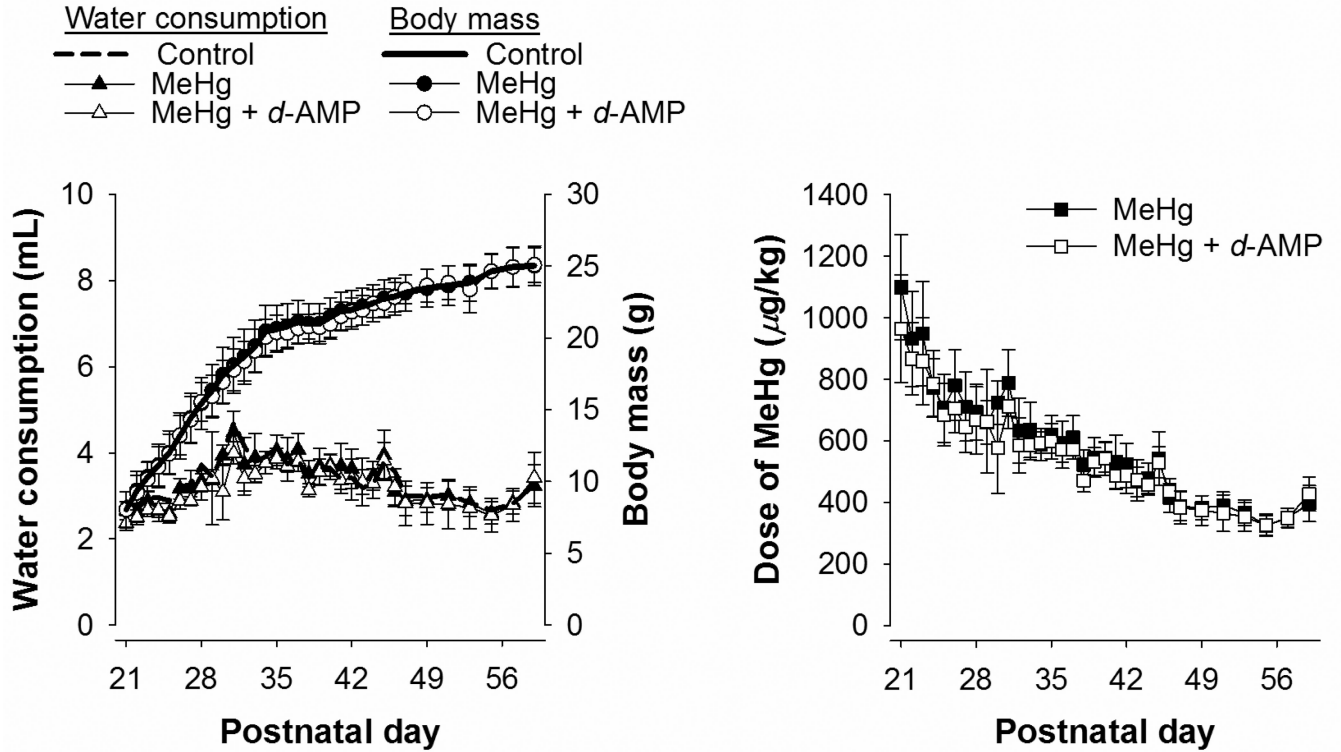 Water consumption Body mass
Control Control
MeHg MeHg
MeHg + d-AMP MeHg + d-AMP
Water consumption (mL)
10
8
6
4
2
0
30
25
20
15
10
5
0
Body mass (g)
21 28 35 42 49 56
Postnatal day
Dose of MeHg (µg/kg)
1400
1200
1000
800
600
400
200
0
MeHg
MeHg + d-AMP
21 28 35 42 49 56
Postnatal day